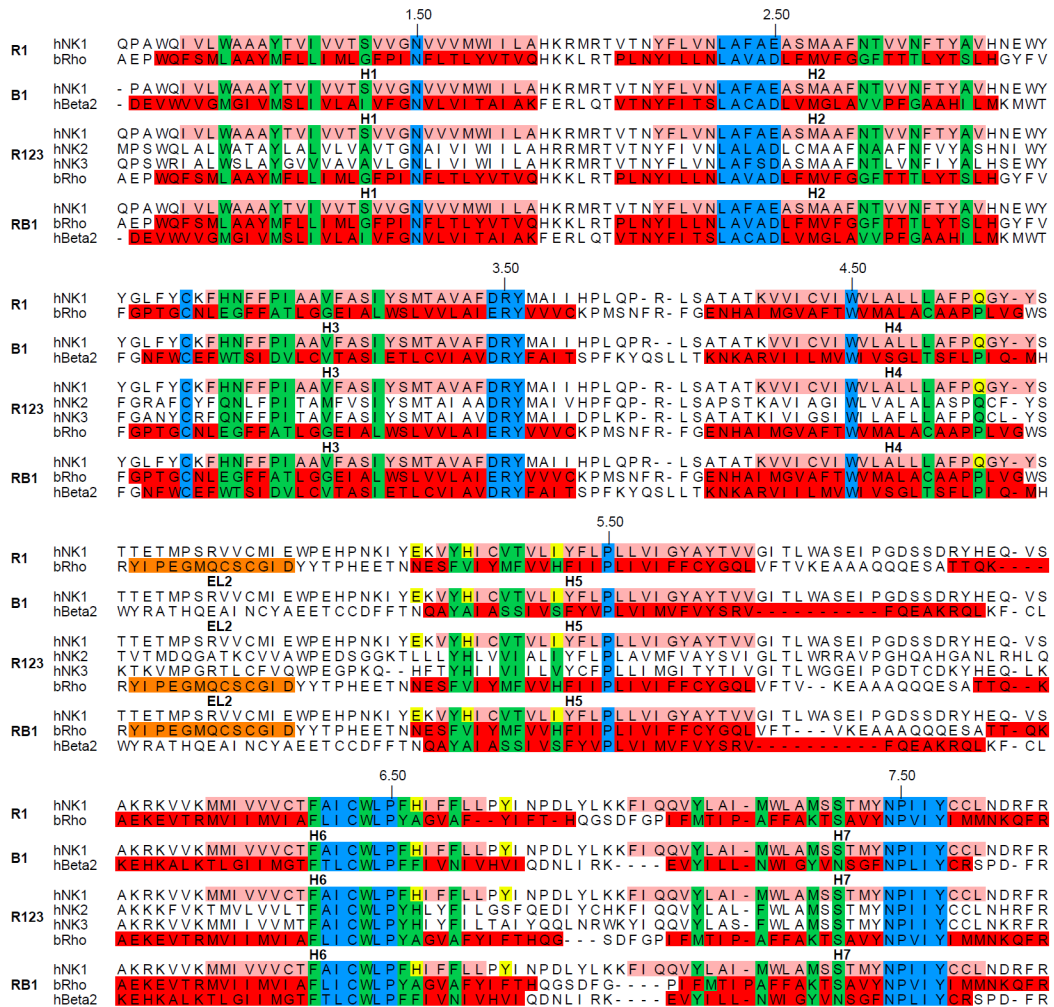 1.50 2.50
R1 hNK1 QPAWQIVLWAAAYTVIVVTSVVGNVVVMWIILAHKRMRTVTNYFLVNLAFAEASMAAFNTVVNFTYAVHNEWY
bRho AEPWQFSMLAAYMFLLIMLGFPINFLTLYVTVQHKKLRTPLNYILLNLAVADLFMVFGGFTTTLYTSLHGYFV
H1 H2
B1 hNK1 -PAWQIVLWAAAYTVIVVTSVVGNVVVMWIILAHKRMRTVTNYFLVNLAFAEASMAAFNTVVNFTYAVHNEWY
hBeta2 -DEVWVVGMGIVMSLIVLAIVFGNVLVITAIAKFERLQTVTNYFITSLACADLVMGLAVVPFGAAHILMKMWT
H1 H2
R123 hNK1 QPAWQIVLWAAAYTVIVVTSVVGNVVVMWIILAHKRMRTVTNYFLVNLAFAEASMAAFNTVVNFTYAVHNEWY
hNK2 MPSWQLALWATAYLALVLVAVTGNAIVIWIILAHRRMRTVTNYFIVNLALADLCMAAFNAAFNFVYASHNIWY
hNK3 QPSWRIALWSLAYGVVVAVAVLGNLIVIWIILAHKRMRTVTNYFLVNLAFSDASMAAFNTLVNFIYALHSEWY
bRho AEPWQFSMLAAYMFLLIMLGFPINFLTLYVTVQHKKLRTPLNYILLNLAVADLFMVFGGFTTTLYTSLHGYFV
H1 H2
RB1 hNK1 QPAWQIVLWAAAYTVIVVTSVVGNVVVMWIILAHKRMRTVTNYFLVNLAFAEASMAAFNTVVNFTYAVHNEWY
bRho AEPWQFSMLAAYMFLLIMLGFPINFLTLYVTVQHKKLRTPLNYILLNLAVADLFMVFGGFTTTLYTSLHGYFV
hBeta2 -DEVWVVGMGIVMSLIVLAIVFGNVLVITAIAKFERLQTVTNYFITSLACADLVMGLAVVPFGAAHILMKMWT
3.50 4.50
R1 hNK1 YGLFYCKFHNFFPIAAVFASIYSMTAVAFDRYMAIIHPLQP-R-LSATATKVVICVIWVLALLLAFPQGY-YS
bRho FGPTGCNLEGFFATLGGEIALWSLVVLAIERYVVVCKPMSNFR-FGENHAIMGVAFTWVMALACAAPPLVGWS
H3 H4
B1 hNK1 YGLFYCKFHNFFPIAAVFASIYSMTAVAFDRYMAIIHPLQPR--LSATATKVVICVIWVLALLLAFPQGY-YS
hBeta2 FGNFWCEFWTSIDVLCVTASIETLCVIAVDRYFAITSPFKYQSLLTKNKARVIILMVWIVSGLTSFLPIQ-MH
H3 H4
R123 hNK1 YGLFYCKFHNFFPIAAVFASIYSMTAVAFDRYMAIIHPLQP-R-LSATATKVVICVIWVLALLLAFPQGY-YS
hNK2 FGRAFCYFQNLFPITAMFVSIYSMTAIAADRYMAIVHPFQP-R-LSAPSTKAVIAGIWLVALALASPQCF-YS
hNK3 FGANYCRFQNFFPITAVFASIYSMTAIAVDRYMAIIDPLKP-R-LSATATKIVIGSIWILAFLLAFPQCL-YS
bRho FGPTGCNLEGFFATLGGEIALWSLVVLAIERYVVVCKPMSNFR-FGENHAIMGVAFTWVMALACAAPPLVGWS
H3 H4
RB1 hNK1 YGLFYCKFHNFFPIAAVFASIYSMTAVAFDRYMAIIHPLQPR--LSATATKVVICVIWVLALLLAFPQGY-YS
bRho FGPTGCNLEGFFATLGGEIALWSLVVLAIERYVVVCKPMSNFR-FGENHAIMGVAFTWVMALACAAPPLVGWS
hBeta2 FGNFWCEFWTSIDVLCVTASIETLCVIAVDRYFAITSPFKYQSLLTKNKARVIILMVWIVSGLTSFLPIQ-MH
5.50
R1 hNK1 TTETMPSRVVCMIEWPEHPNKIYEKVYHICVTVLIYFLPLLVIGYAYTVVGITLWASEIPGDSSDRYHEQ-VS
bRho RYIPEGMQCSCGIDYYTPHEETNNESFVIYMFVVHFIIPLIVIFFCYGQLVFTVKEAAAQQQESATTQK----
EL2 H5
B1 hNK1 TTETMPSRVVCMIEWPEHPNKIYEKVYHICVTVLIYFLPLLVIGYAYTVVGITLWASEIPGDSSDRYHEQ-VS
hBeta2 WYRATHQEAINCYAEETCCDFFTNQAYAIASSIVSFYVPLVIMVFVYSRV-----------FQEAKRQLKF-CL
EL2 H5
R123 hNK1 TTETMPSRVVCMIEWPEHPNKIYEKVYHICVTVLIYFLPLLVIGYAYTVVGITLWASEIPGDSSDRYHEQ-VS
hNK2 TVTMDQGATKCVVAWPEDSGGKTLLLYHLVVIALIYFLPLAVMFVAYSVIGLTLWRRAVPGHQAHGANLRHLQ
hNK3 KTKVMPGRTLCFVQWPEGPKQ--HFTYHIIVIILVYCFPLLIMGITYTIVGITLWGGEIPGDTCDKYHEQLK
bRho RYIPEGMQCSCGIDYYTPHEETNNESFVIYMFVVHFIIPLIVIFFCYGQLVFTV--KEAAAQQQESATTQ--K
EL2 H5
RB1 hNK1 TTETMPSRVVCMIEWPEHPNKIYEKVYHICVTVLIYFLPLLVIGYAYTVVGITLWASEIPGDSSDRYHEQ-VS
bRho RYIPEGMQCSCGIDYYTPHEETNNESFVIYMFVVHFIIPLIVIFFCYGQLVFT---VKEAAAQQQESATT-QK
hBeta2 WYRATHQEAINCYAEETCCDFFTNQAYAIASSIVSFYVPLVIMVFVYSRV-----------FQEAKRQLKF-CL
6.50 7.50
R1 hNK1 AKRKVVKMMIVVVCTFAICWLPFHIFFLLPYINPDLYLKKFIQQVYLAI-MWLAMSSTMYNPIIYCCLNDRFR
bRho AEKEVTRMVIIMVIAFLICWLPYAGVAF--YIFT-HQGSDFGPIFMTIP-AFFAKTSAVYNPVIYIMMNKQFR
H6 H7
B1 hNK1 AKRKVVKMMIVVVCTFAICWLPFHIFFLLPYINPDLYLKKFIQQVYLAI-MWLAMSSTMYNPIIYCCLNDRFR
hBeta2 KEHKALKTLGIIMGTFTLCWLPFFIVNIVHVIQDNLIRK----EVYILL-NWIGYVNSGFNPLIYCRSPD-FR
H6 H7
R123 hNK1 AKRKVVKMMIVVVCTFAICWLPFHIFFLLPYINPDLYLKKFIQQVYLAI-MWLAMSSTMYNPIIYCCLNDRFR
hNK2 AKKKFVKTMVLVVLTFAICWLPYHLYFILGSFQEDIYCHKFIQQVYLAL-FWLAMSSTMYNPIIYCCLNHRFR
hNK3 AKRKVVKMMIIVVMTFAICWLPYHIYFILTAIYQQLNRWKYIQQVYLAS-FWLAMSSTMYNPIIYCCLNKRFR
bRho AEKEVTRMVIIMVIAFLICWLPYAGVAFYIFTHQG---SDFGPIFMTIP-AFFAKTSAVYNPVIYIMMNKQFR
H6 H7
RB1 hNK1 AKRKVVKMMIVVVCTFAICWLPFHIFFLLPYINPDLYLKKFIQQVYLAI-MWLAMSSTMYNPIIYCCLNDRFR
bRho AEKEVTRMVIIMVIAFLICWLPYAGVAFYIFTHQGSDFG----PIFMTIPAFFAKTSAVYNPVIYIMMNKQFR
hBeta2 KEHKALKTLGIIMGTFTLCWLPFFIVNIVHVIQDNLIRK----EVYILL-NWIGYVNSGFNPLIYCRSPD-FR